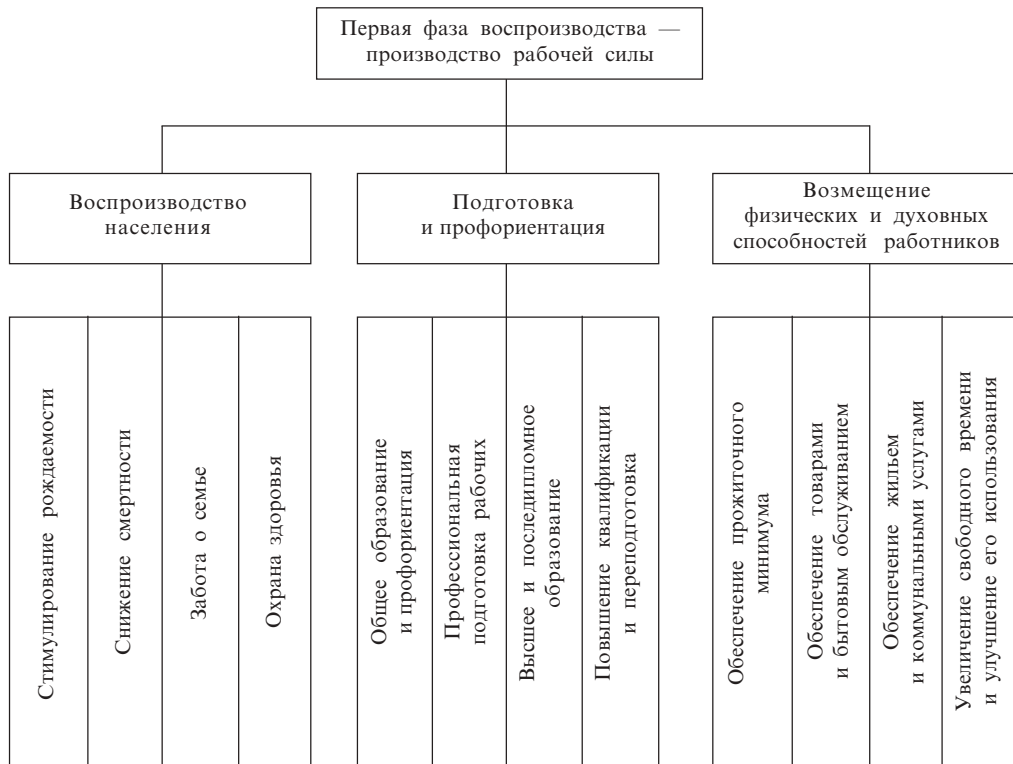 Первая фаза воспроизводства —
производство рабочей силы
Воспроизводство
населения
Подготовка
и профориентация
Возмещение
физических и духовных
способностей работников
Стимулирование рождаемости
Снижение смертности
Забота о семье
Охрана здоровья
Общее образование
и профориентация
Профессиональная
подготовка рабочих
Высшее и последипломное
образование
Повышение квалификации
и переподготовка
Обеспечение прожиточного
минимума
Обеспечение товарами
и бытовым обслуживанием
Обеспечение жильем
и коммунальными услугами
Увеличение свободного времени
и улучшение его использования